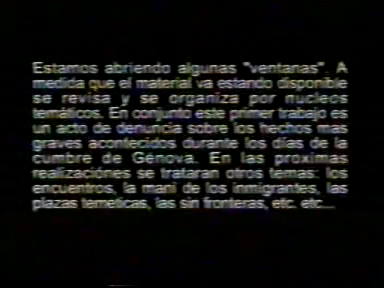 Estamos abriendo algunas "ventanas". A
medida que el material va estando disponible
se revisa y se organiza por nucleos
temáticos. En conjunto este primer trabajo es
un acto de denuncia sobre los hechos mas
graves acontecidos durante los días de la
cumbre de Génova. En las proximas
realizaciónes se trataran otros temas: los
encuentros, la mani de los inmigrantes, las
plazas teméticas, las sin fronteras, etc. etc...